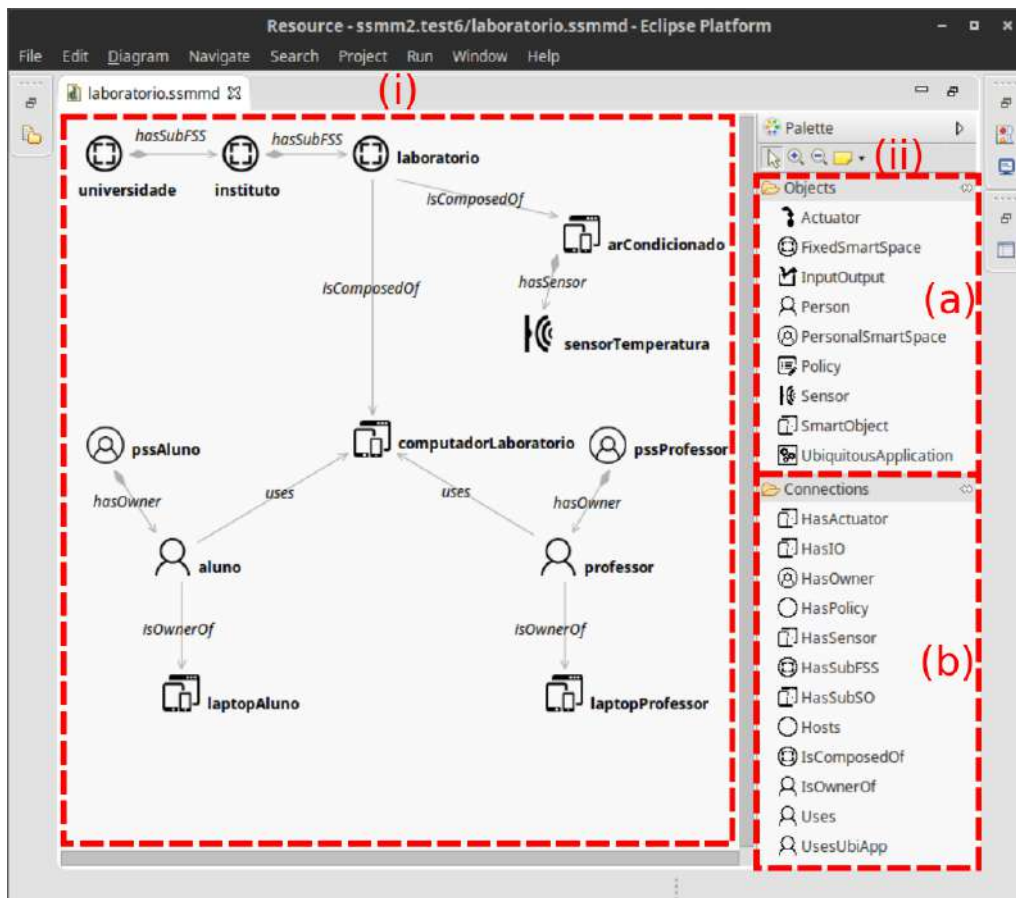 Resource - ssmm2.test6/laboratorio.ssmmd - Eclipse Platform
File Edit Diagram Navigate Search Project Run Window Help
laboratorio.ssmmd
(i)
hasSubFSS
hasSubFSS
laboratorio
universidade
instituto
isComposedOf
arCondicionado
isComposedOf
hasSensor
sensorTemperatura
pssAluno
computadorLaboratorio
pssProfessor
hasOwner
uses
uses
hasOwner
aluno
professor
isOwnerOf
isOwnerOf
laptopAluno
laptopProfessor
Palette
(ii)
Objects
Actuator
FixedSmartSpace
InputOutput
(a)
Person
PersonalSmartSpace
Policy
Sensor
SmartObject
UbiquitousApplication
Connections
HasActuator
HasIO
HasOwner
HasPolicy
HasSensor
HasSubFSS
(b)
HasSubSO
Hosts
IsComposedOf
IsOwnerOf
Uses
UsesUbiApp